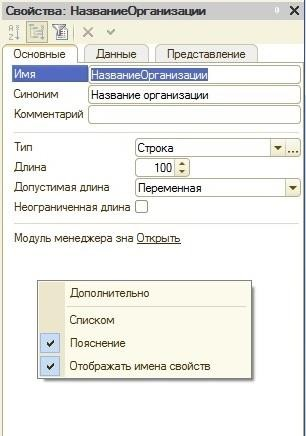 Свойства: НазваниеОрганизации
Основные Данные Представление
Имя НазваниеОрганизации
Синоним Название организации
Комментарий
Тип Строка
Длина 100
Допустимая длина Переменная
Неограниченная длина
Модуль менеджера зна Открыть
Дополнительно
Списком
Пояснение
Отображать имена свойств